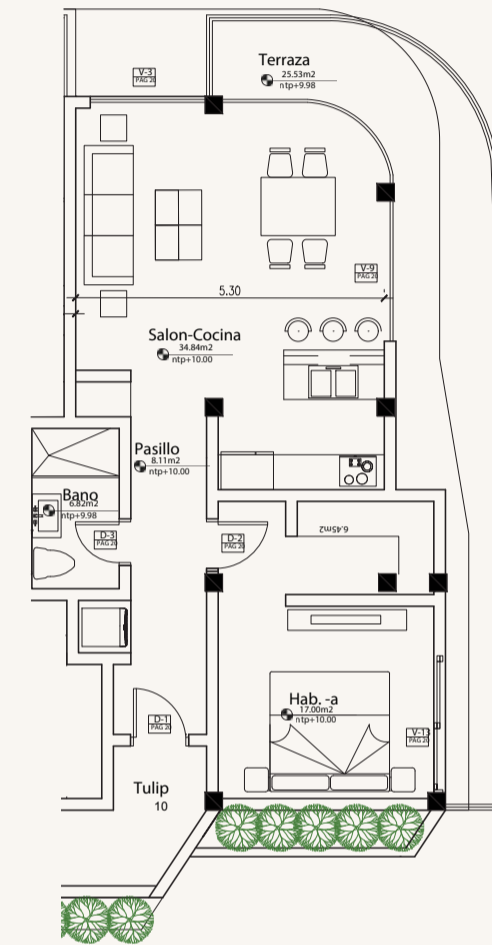 Terraza
25.53m2
ntp+9.98
V-3
PAG 20
V-9
PAG 20
5.30
Salon-Cocina
34.84m2
ntp+10.00
Pasillo
8.11m2
ntp+10.00
Bano
6.82m2
ntp+9.98
D-3
PAG 20
D-2
PAG 20
6.45m2
Hab. -a
17.00m2
ntp+10.00
V-13
PAG 20
D-1
PAG 20
Tulip
10